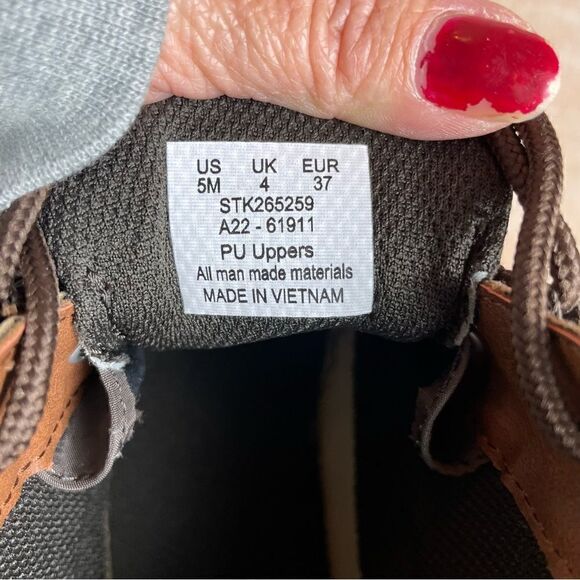 US UK EUR
5M 4 37
STK265259
A22 - 61911
PU Uppers
All man made materials
MADE IN VIETNAM